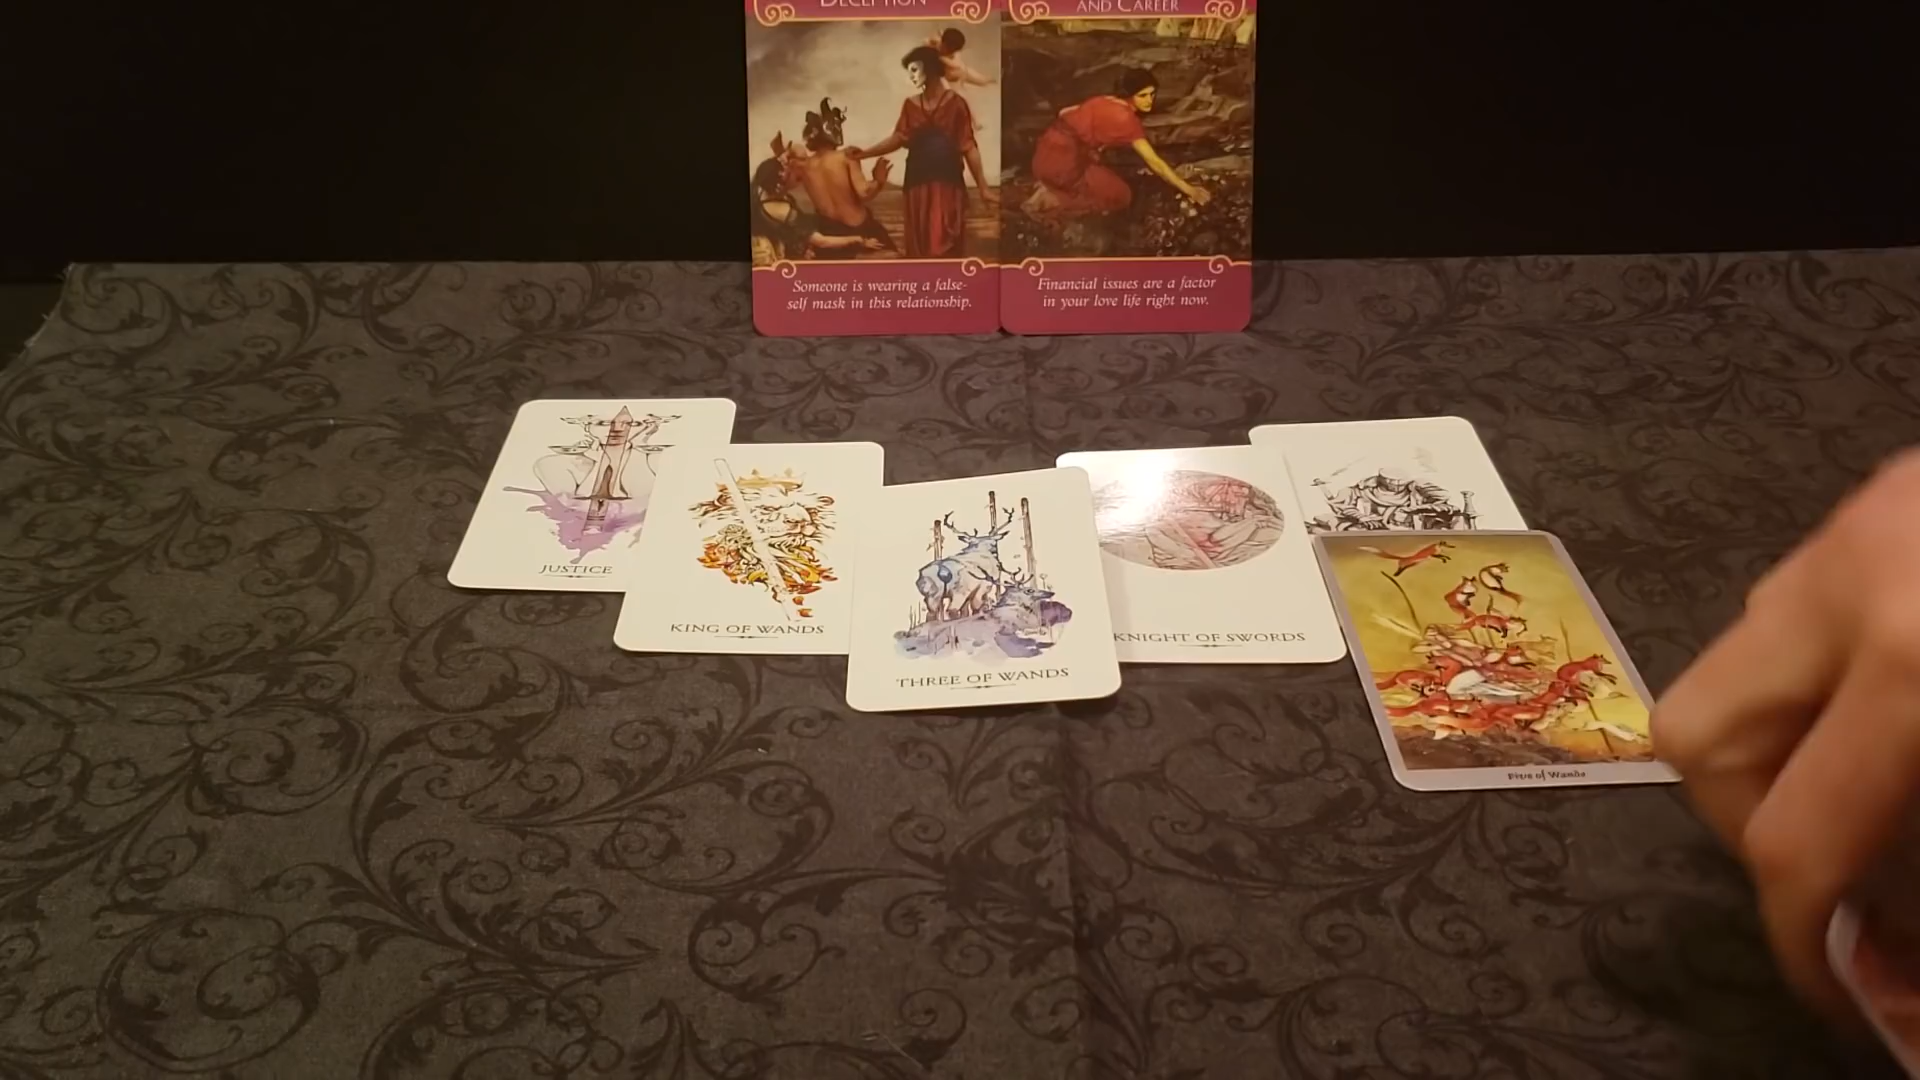 DECEPTION
AND CAREER
Someone is wearing a false-
self mask in this relationship.
Financial issues are a factor
in your love life right now.
JUSTICE
KING OF WANDS
THREE OF WANDS
KNIGHT OF SWORDS
Five of Wands